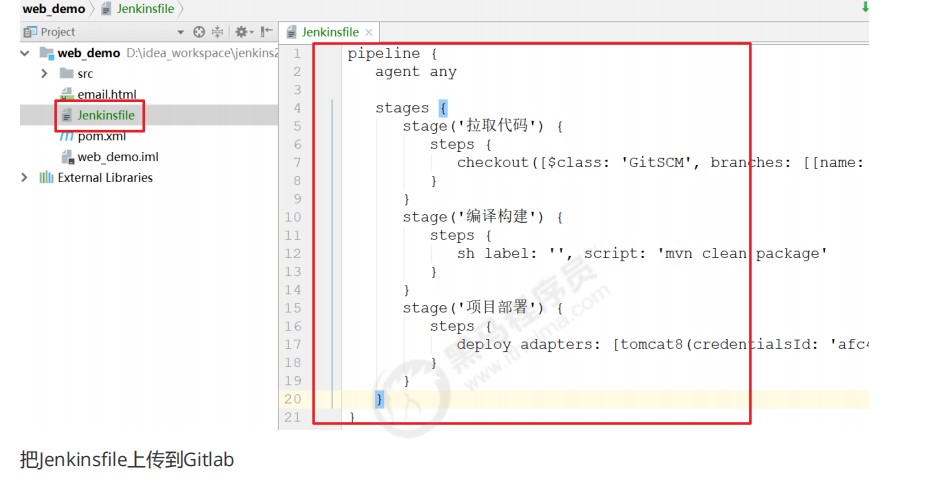 web_demo Jenkinsfile
Project
Jenkinsfile
web_demo D:\idea_workspace\jenkins2
src
email.html
Jenkinsfile
pom.xml
web_demo.iml
External Libraries
1 pipeline {
2 agent any
3
4 stages {
5 stage('拉取代码') {
6 steps {
7 checkout([$class: 'GitSCM', branches: [[name:
8 }
9 }
10 stage('编译构建') {
11 steps {
12 sh label: '', script: 'mvn clean package'
13 }
14 }
15 stage('项目部署') {
16 steps {
17 deploy adapters: [tomcat8(credentialsId: 'afc4
18 }
19 }
20 }
21 }
黑马程序员
www.itheima.com
把Jenkinsfile上传到Gitlab